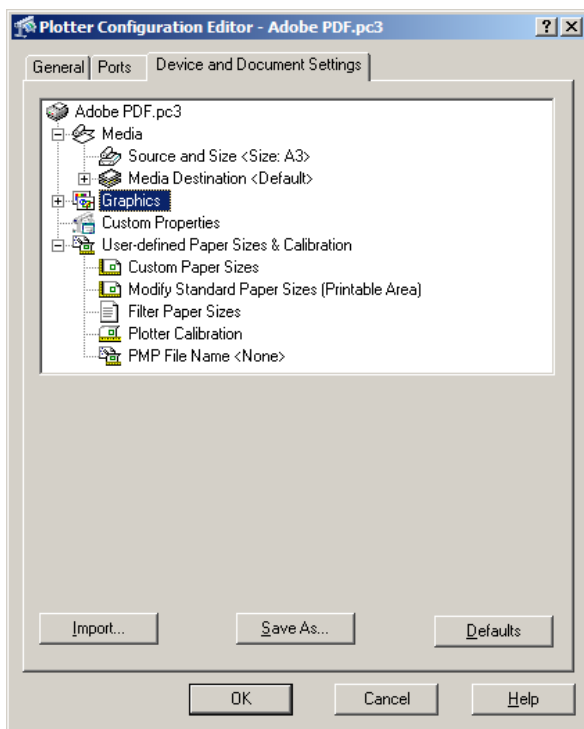 Plotter Configuration Editor - Adobe PDF.pc3
General Ports Device and Document Settings
Adobe PDF.pc3
Media
Source and Size <Size: A3>
Media Destination <Default>
Graphics
Custom Properties
User-defined Paper Sizes & Calibration
Custom Paper Sizes
Modify Standard Paper Sizes (Printable Area)
Filter Paper Sizes
Plotter Calibration
PMP File Name <None>
Import... Save As... Defaults
OK Cancel Help